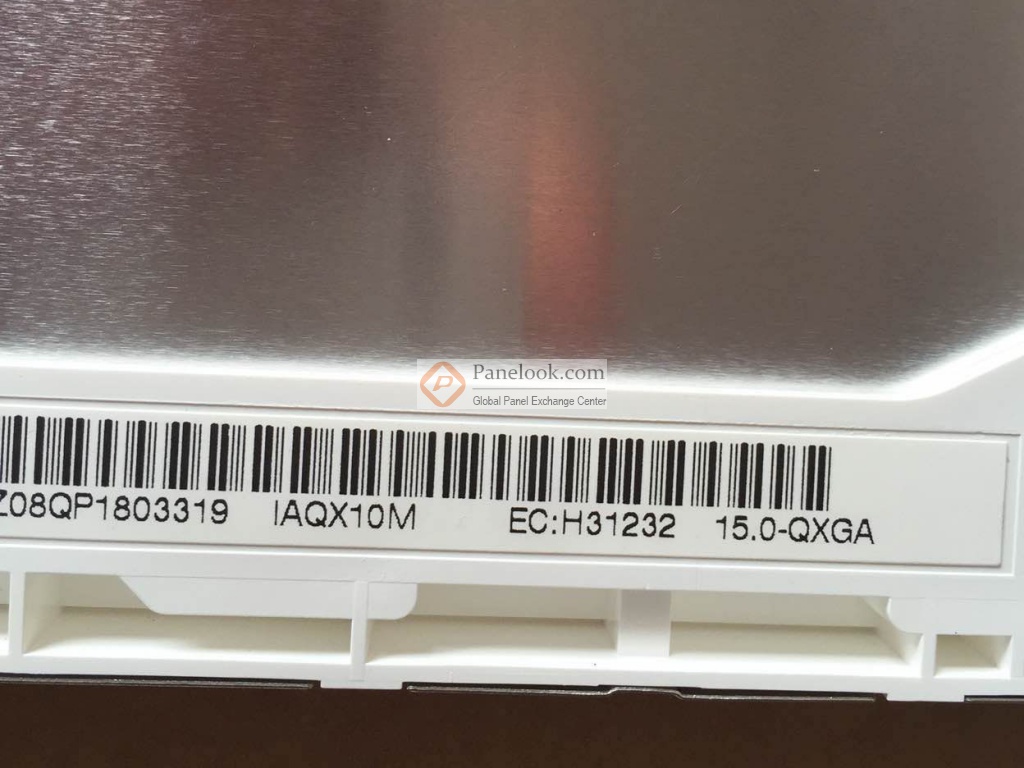 Panelook.com
Global Panel Exchange Center
Z08QP1803319 IAQX10M EC:H31232 15.0-QXGA